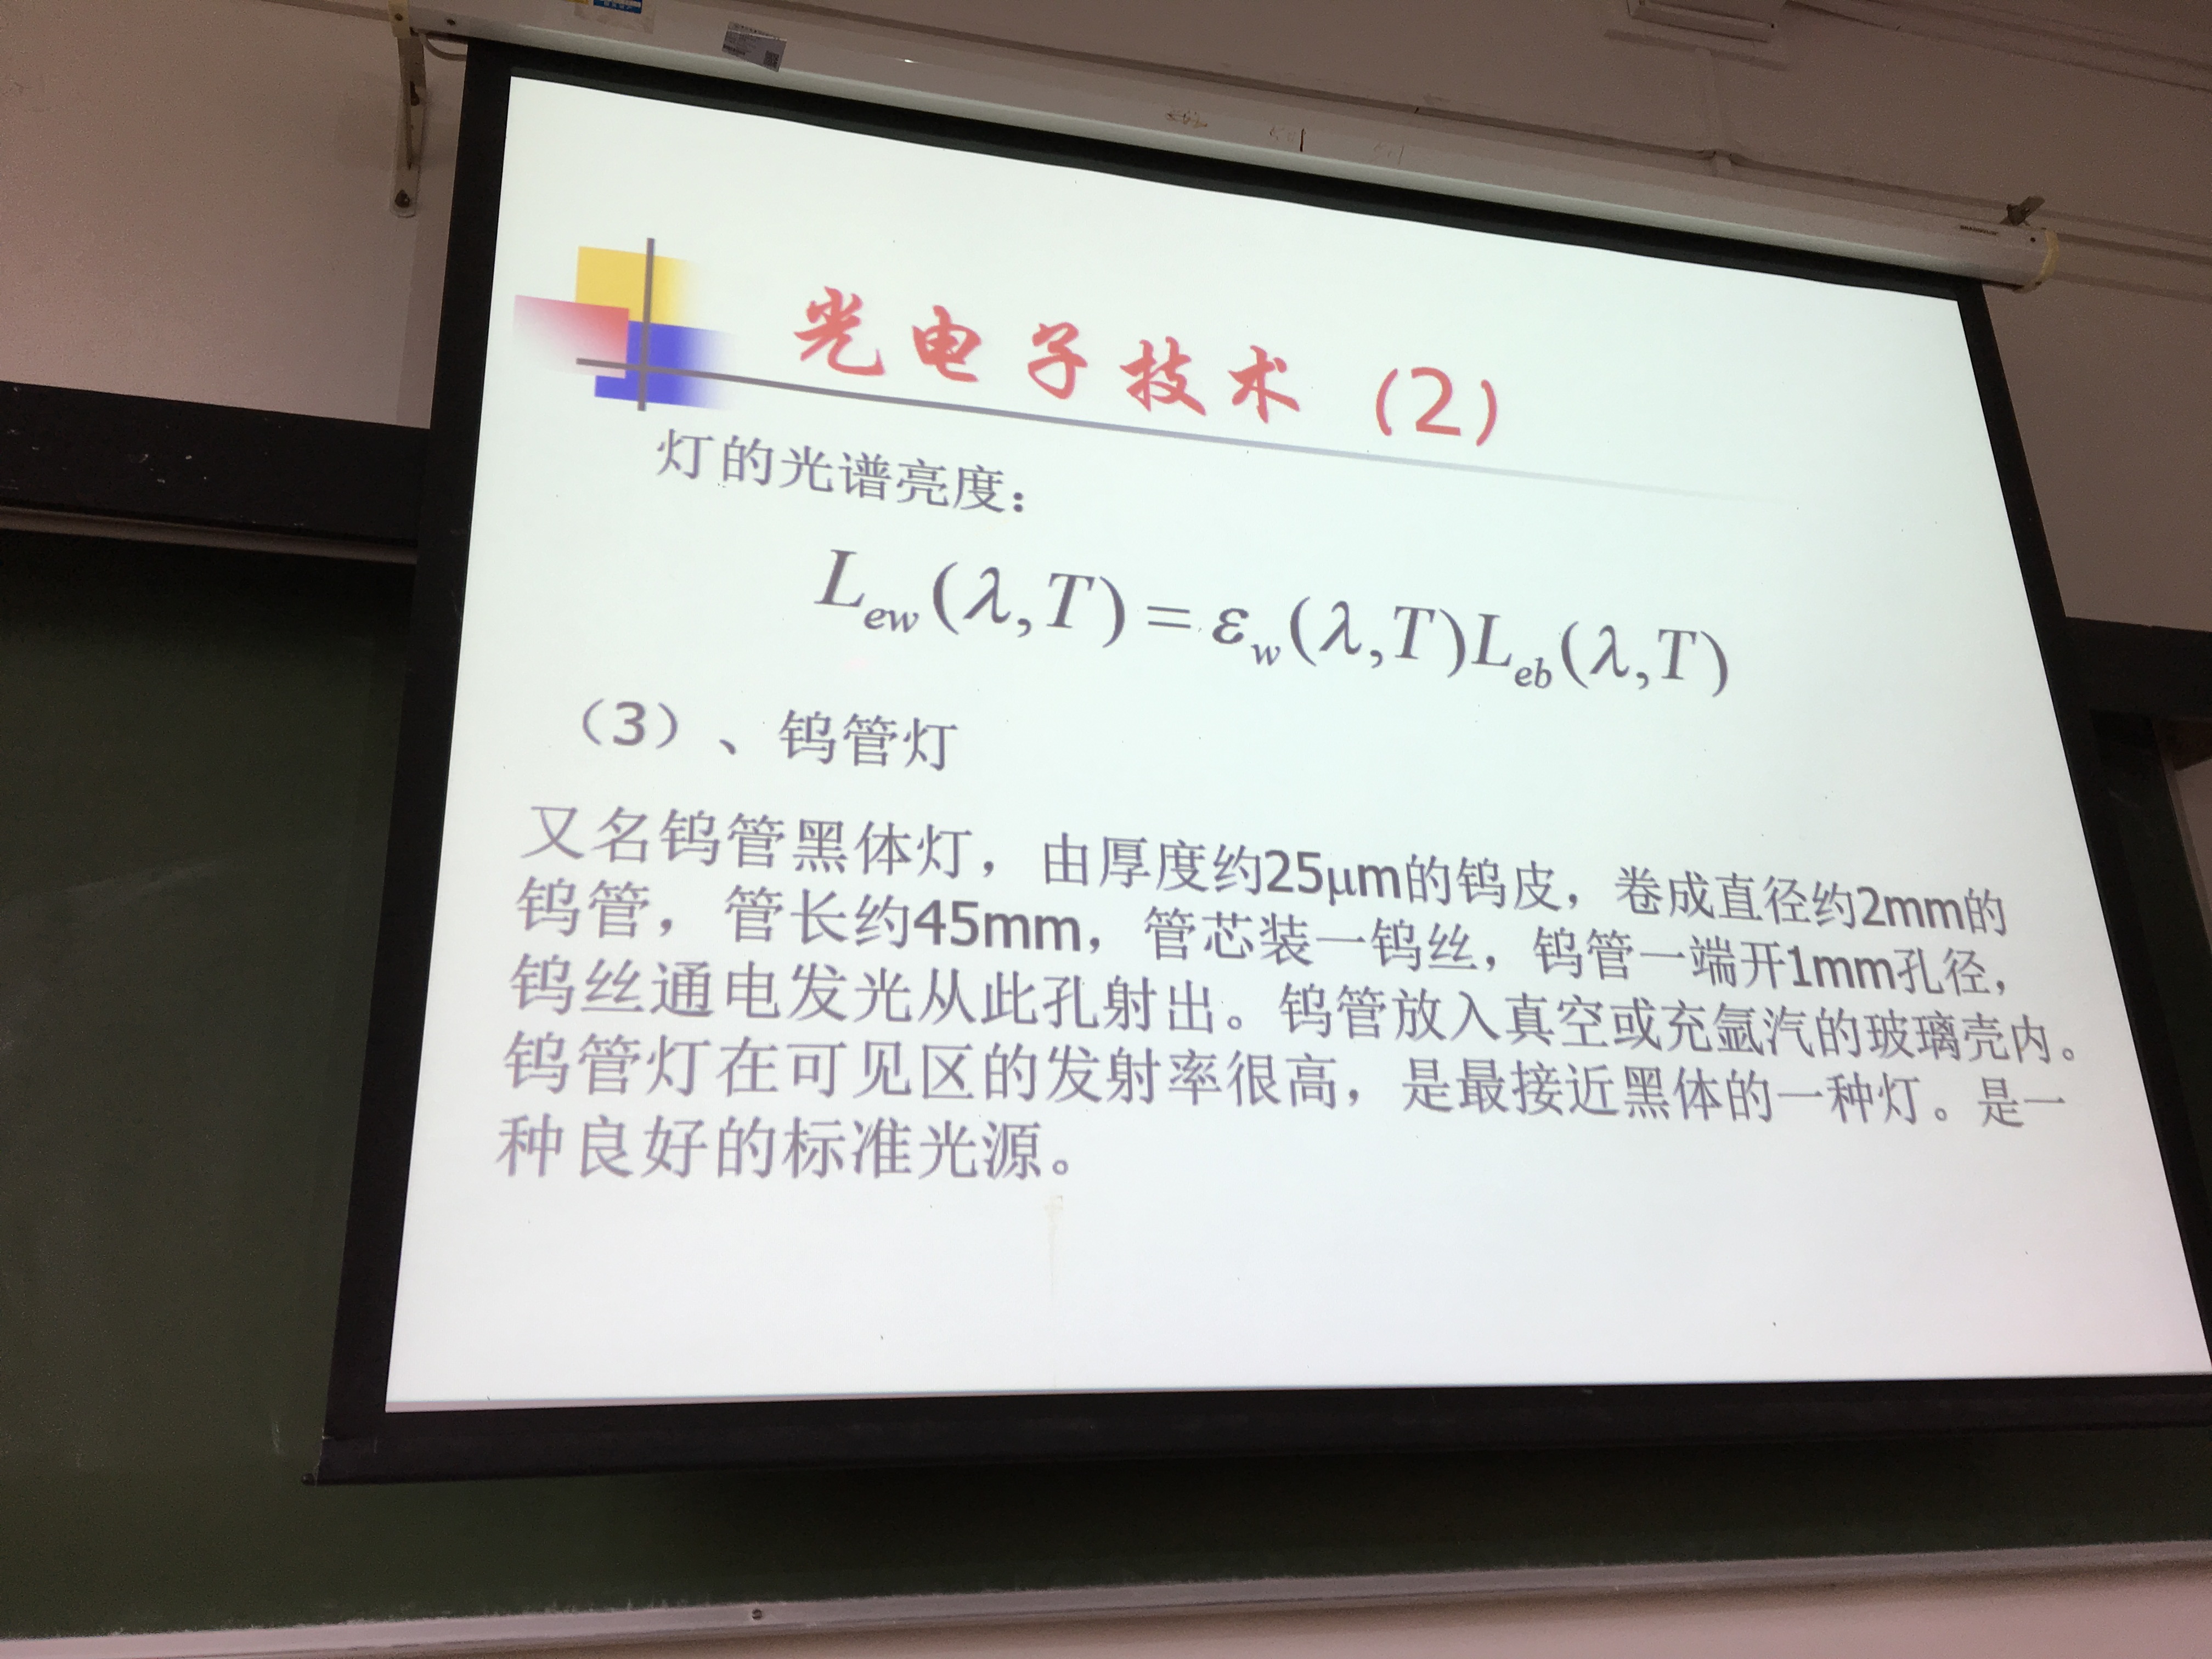 光电子技术（2）
灯的光谱亮度：
L_{ew}(λ,T) = ε_w(λ,T)L_{eb}(λ,T)
（3）、钨管灯
又名钨管黑体灯，由厚度约25μm的钨皮，卷成直径约2mm的
钨管，管长约45mm，管芯装一钨丝，钨管一端开1mm孔径，
钨丝通电发光从此孔射出。钨管放入真空或充氩汽的玻璃壳内。
钨管灯在可见区的发射率很高，是最接近黑体的一种灯。是一
种良好的标准光源。